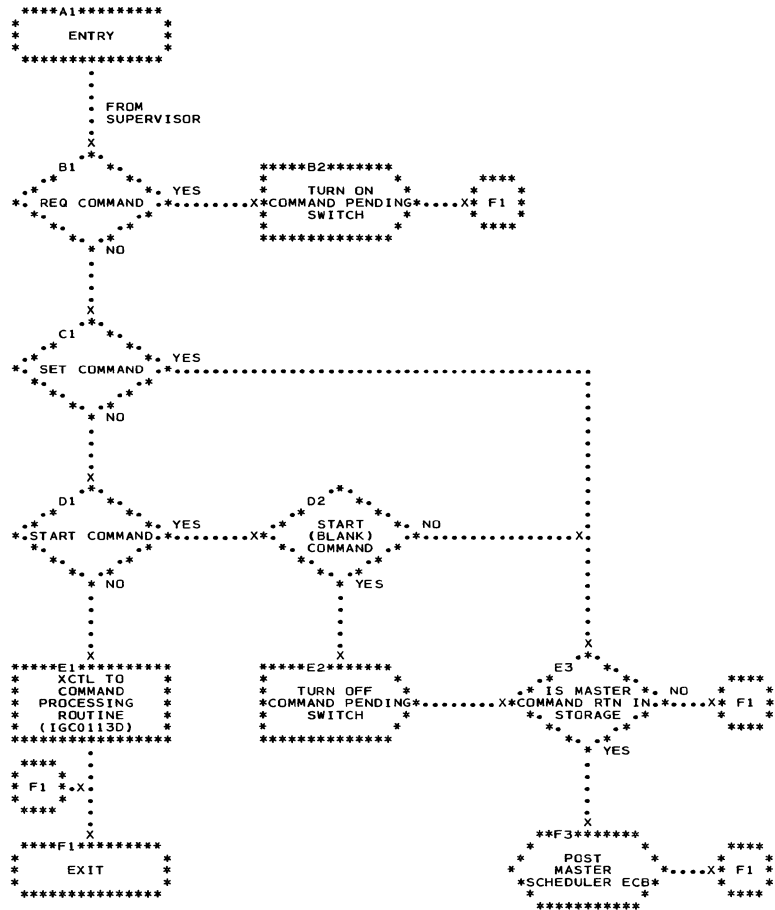 A1
ENTRY
FROM
SUPERVISOR
B1
REQ COMMAND
YES
NO
B2
TURN ON
COMMAND PENDING
SWITCH
F1
C1
SET COMMAND
YES
NO
D1
START COMMAND
YES
NO
D2
START
(BLANK)
COMMAND
NO
YES
E1
XCTL TO
COMMAND
PROCESSING
ROUTINE
(IGC0113D)
E2
TURN OFF
COMMAND PENDING
SWITCH
E3
IS MASTER
COMMAND RTN IN
STORAGE
NO
F1
YES
F1
F1
EXIT
F3
POST
MASTER
SCHEDULER ECB
F1